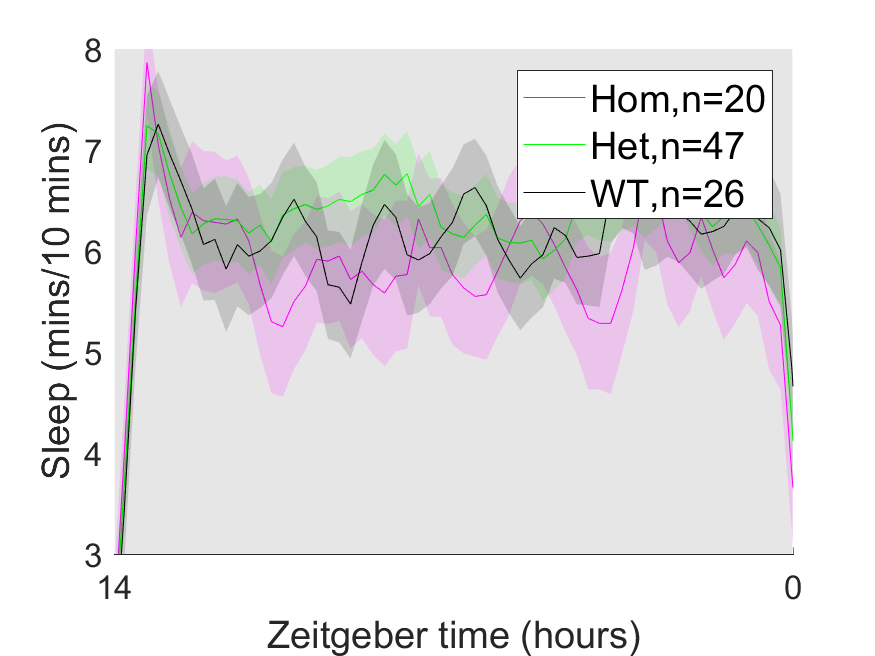 8
7
6
5
4
3
Sleep (mins/10 mins)
Hom,n=20
Het,n=47
WT,n=26
14
0
Zeitgeber time (hours)